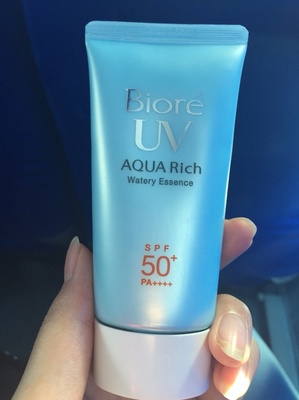 Bioré
UV
AQUA Rich
Watery Essence
SPF
50+
PA++++